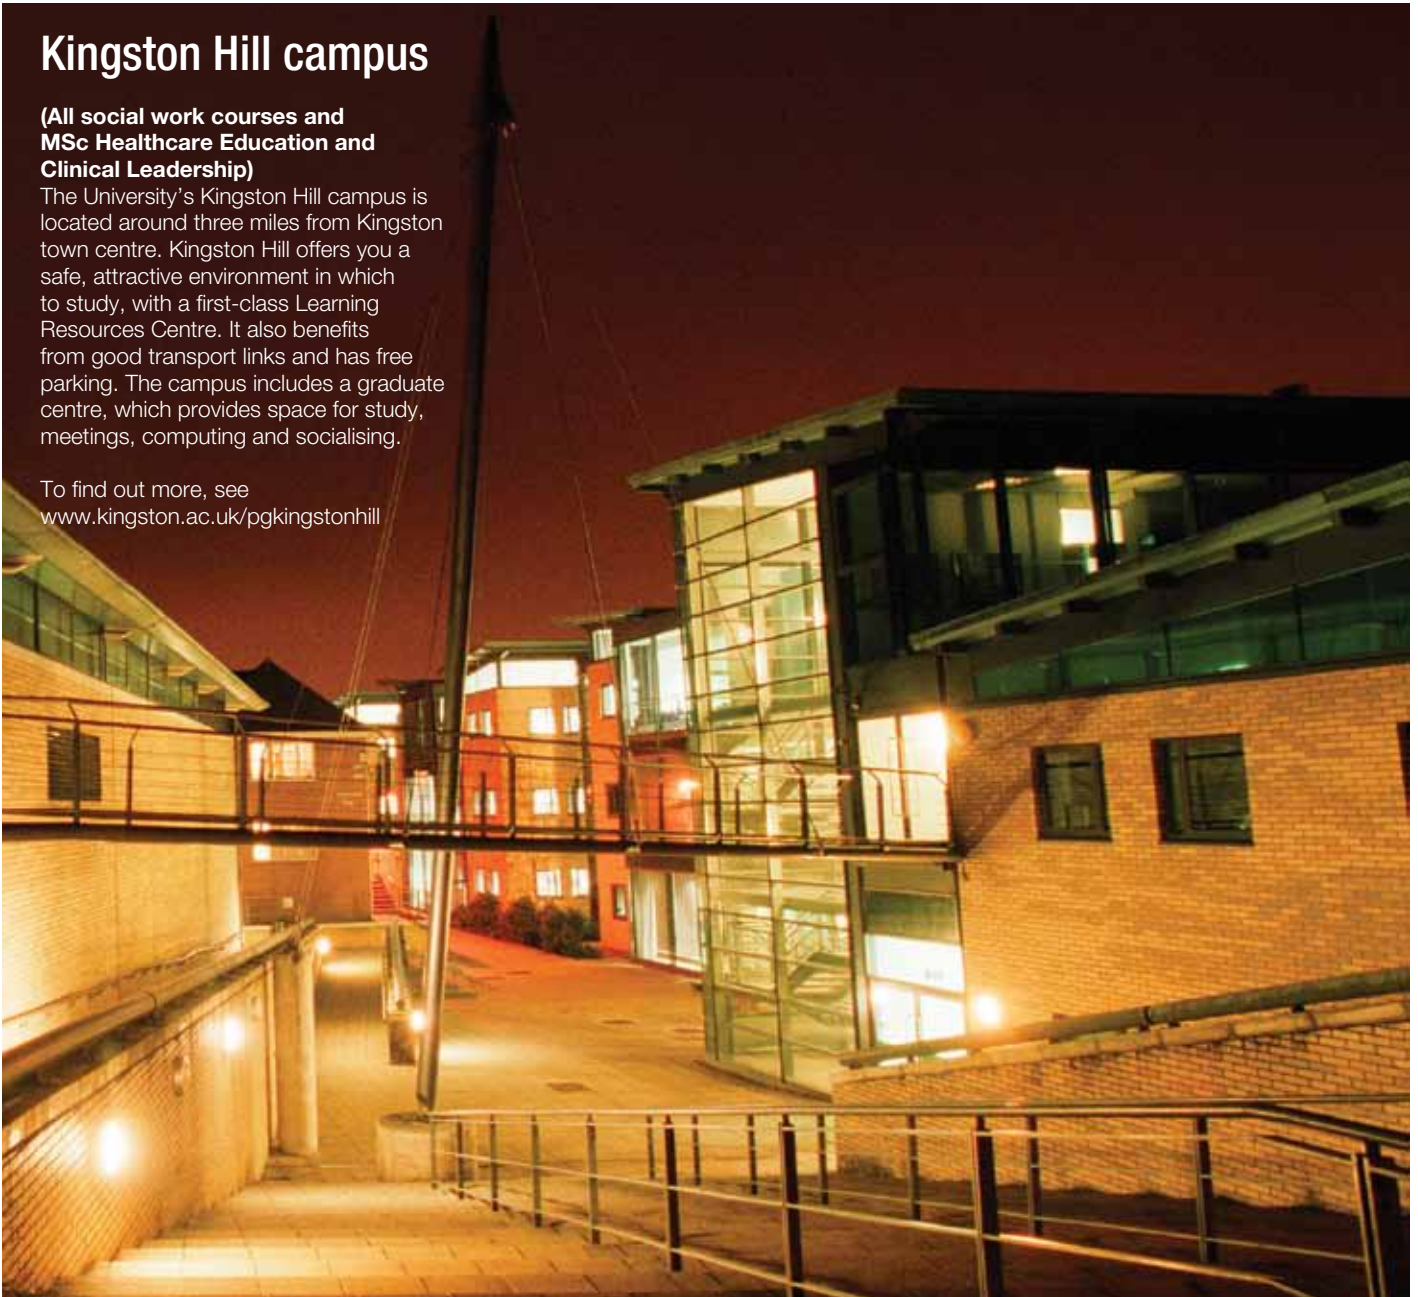 Kingston Hill campus
(All social work courses and
MSc Healthcare Education and
Clinical Leadership)
The University’s Kingston Hill campus is
located around three miles from Kingston
town centre. Kingston Hill offers you a
safe, attractive environment in which
to study, with a first-class Learning
Resources Centre. It also benefits
from good transport links and has free
parking. The campus includes a graduate
centre, which provides space for study,
meetings, computing and socialising.
To find out more, see
www.kingston.ac.uk/pgkingstonhill